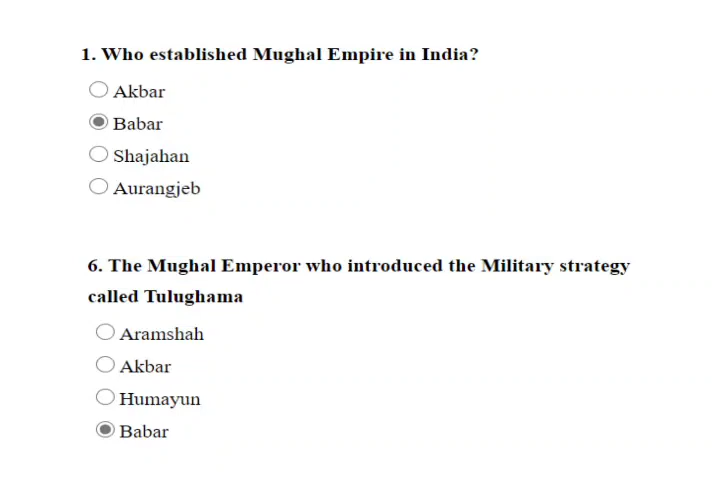 1. Who established Mughal Empire in India?
Akbar
Babar
Shajahan
Aurangjeb
6. The Mughal Emperor who introduced the Military strategy
called Tulughama
Aramshah
Akbar
Humayun
Babar